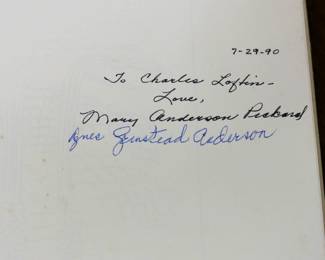 7-29-90
To Charles Loftin-
Love,
Mary Anderson Pickard
Agnes Grinstead Anderson